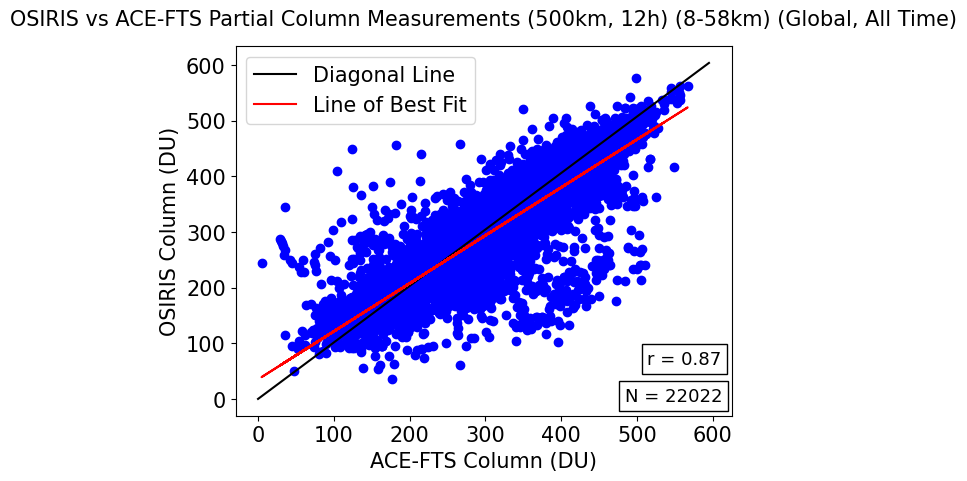 OSIRIS vs ACE-FTS Partial Column Measurements (500km, 12h) (8-58km) (Global, All Time)
Diagonal Line
Line of Best Fit
OSIRIS Column (DU)
600
500
400
300
200
100
0
r = 0.87
N = 22022
0 100 200 300 400 500 600
ACE-FTS Column (DU)